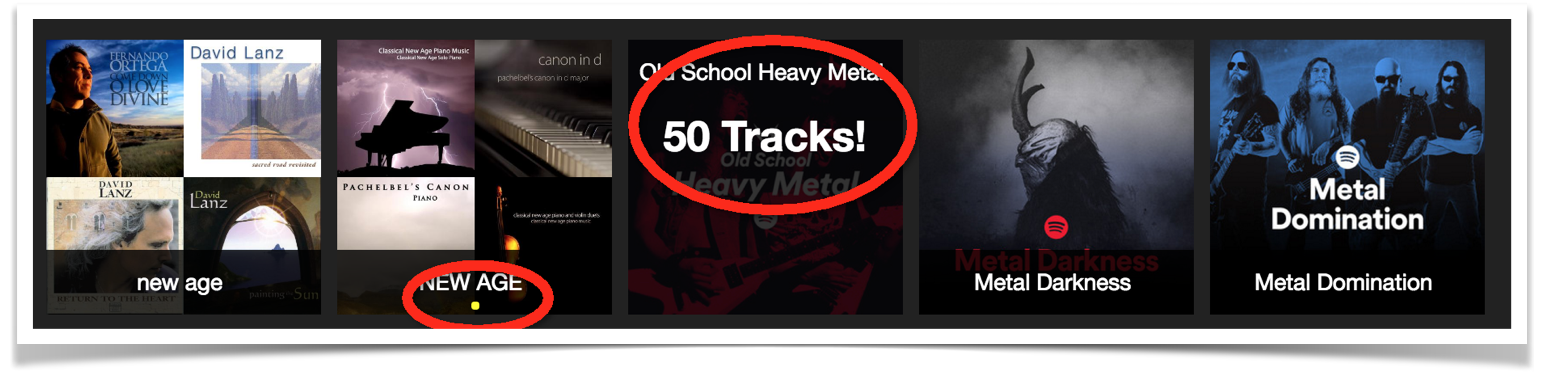 FERNANDO
ORTEGA
COME DOWN
O LOVE
DIVINE
David Lanz
sacred road revisited
DAVID
LANZ
RETURN TO THE HEART
David
Lanz
painting the Sun
new age
Classical New Age Piano Music
Classical New Age Solo Piano
canon in d
pachelbel's canon in d major
PACHELBEL'S CANON
PIANO
classical new age piano and violin duets
classical new age piano music
NEW AGE
Old School Heavy Metal
50 Tracks!
Old School
Heavy Metal
Metal Darkness
Metal Darkness
Metal
Domination
Metal Domination